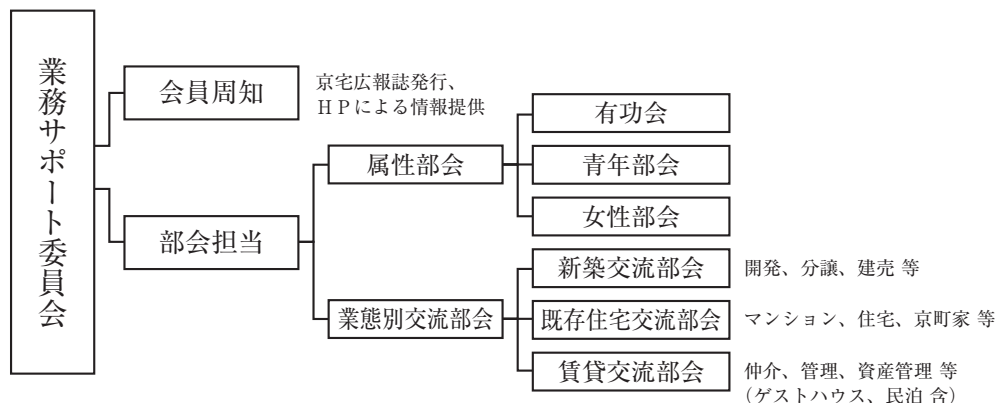 業務サポート委員会
会員周知
京宅広報誌発行、
ＨＰによる情報提供
部会担当
属性部会
有功会
青年部会
女性部会
業態別交流部会
新築交流部会
開発、分譲、建売 等
既存住宅交流部会
マンション、住宅、京町家 等
賃貸交流部会
仲介、管理、資産管理 等
（ゲストハウス、民泊 含）